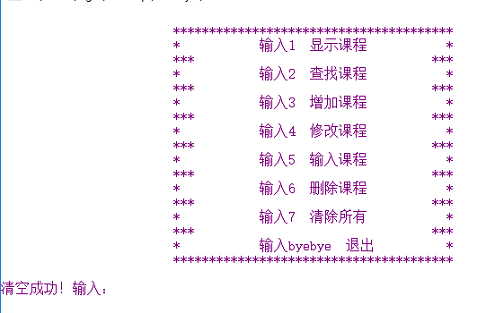 ***************************************
* 输入1 显示课程 *
*** ***
* 输入2 查找课程 *
*** ***
* 输入3 增加课程 *
*** ***
* 输入4 修改课程 *
*** ***
* 输入5 输入课程 *
*** ***
* 输入6 删除课程 *
*** ***
* 输入7 清除所有 *
*** ***
* 输入byebye 退出 *
***************************************
清空成功！输入：